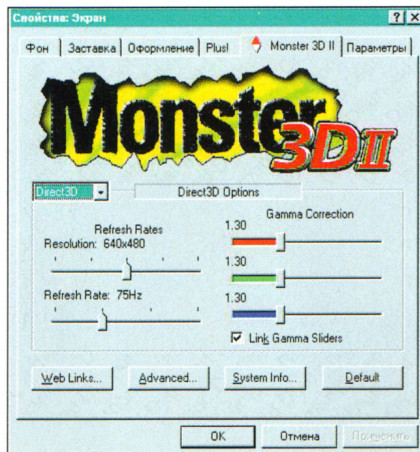 Свойства: Экран
Фон Заставка Оформление Plus! Monster 3D II Параметры
Monster
3D II
Direct3D Direct3D Options
Refresh Rates
Resolution: 640x480
Refresh Rate: 75Hz
Gamma Correction
1.30
1.30
1.30
Link Gamma Sliders
Web Links... Advanced... System Info... Default
OK Отмена Применить